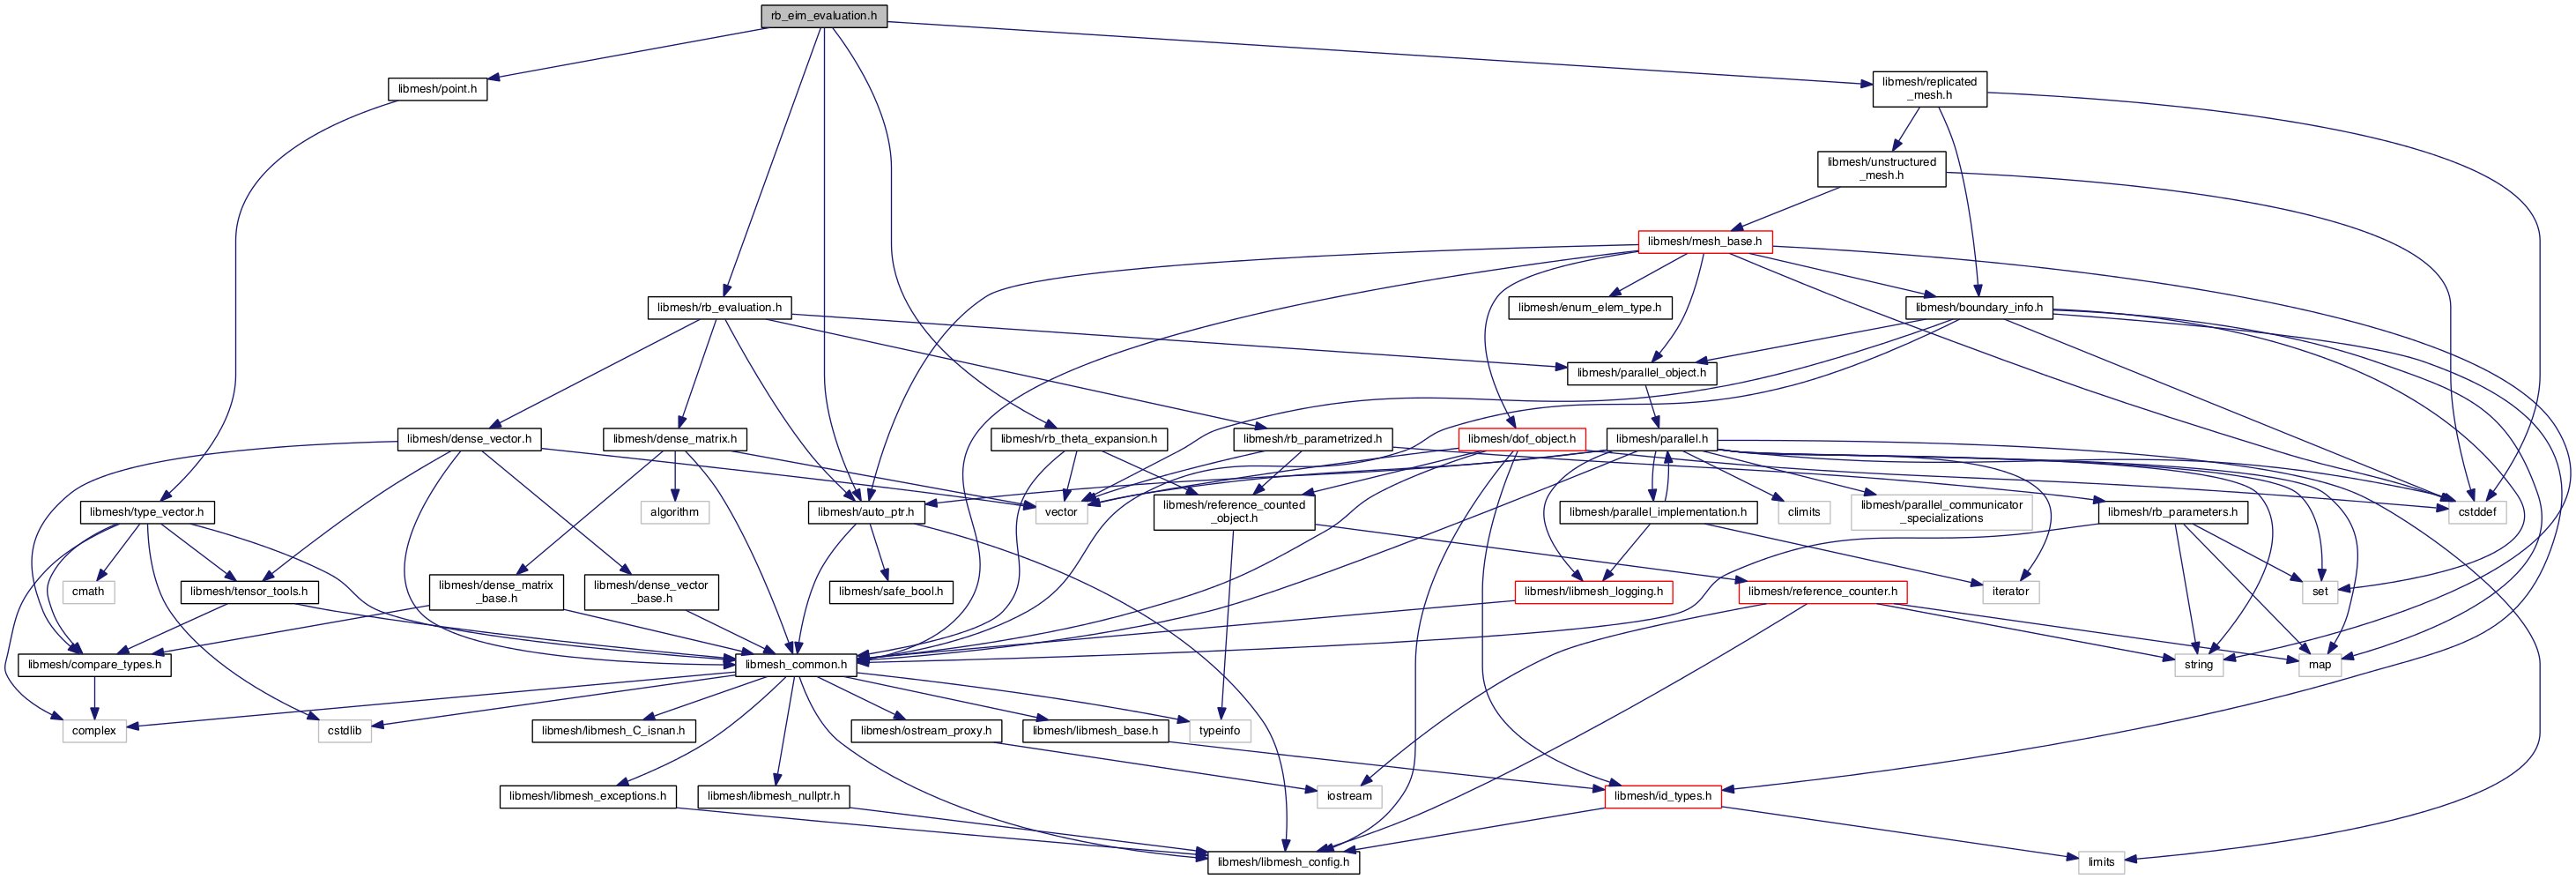 rb_eim_evaluation.h
libmesh/point.h
libmesh/replicated
_mesh.h
libmesh/unstructured
_mesh.h
libmesh/mesh_base.h
libmesh/rb_evaluation.h
libmesh/enum_elem_type.h
libmesh/boundary_info.h
libmesh/parallel_object.h
libmesh/dense_vector.h
libmesh/dense_matrix.h
libmesh/rb_theta_expansion.h
libmesh/rb_parametrized.h
libmesh/dof_object.h
libmesh/parallel.h
libmesh/type_vector.h
algorithm
libmesh/auto_ptr.h
vector
libmesh/reference_counted
_object.h
libmesh/parallel_implementation.h
climits
libmesh/parallel_communicator
_specializations
libmesh/rb_parameters.h
cstddef
cmath
libmesh/tensor_tools.h
libmesh/dense_matrix
_base.h
libmesh/dense_vector
_base.h
libmesh/safe_bool.h
libmesh/libmesh_logging.h
libmesh/reference_counter.h
iterator
set
libmesh/compare_types.h
libmesh_common.h
string
map
complex
cstdlib
libmesh/libmesh_C_isnan.h
libmesh/ostream_proxy.h
libmesh/libmesh_base.h
typeinfo
libmesh/libmesh_exceptions.h
libmesh/libmesh_nullptr.h
iostream
libmesh/id_types.h
libmesh/libmesh_config.h
limits